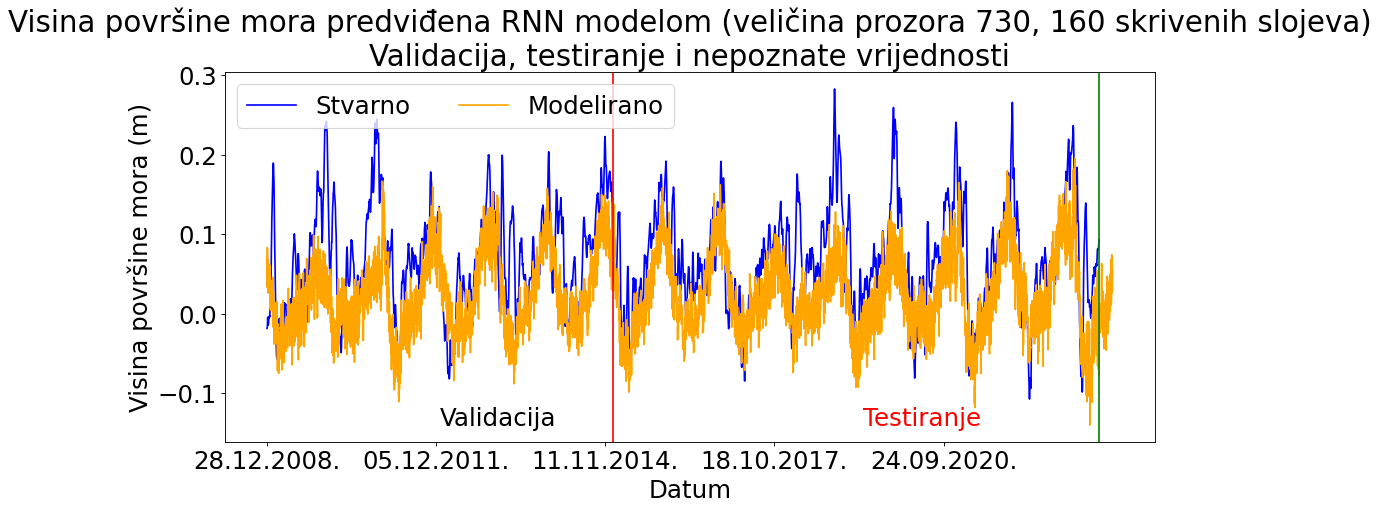 Visina površine mora predviđena RNN modelom (veličina prozora 730, 160 skrivenih slojeva)
Validacija, testiranje i nepoznate vrijednosti
Stvarno
Modelirano
Visina površine mora (m)
0.3
0.2
0.1
0.0
−0.1
Validacija
Testiranje
28.12.2008.
05.12.2011.
11.11.2014.
18.10.2017.
24.09.2020.
Datum